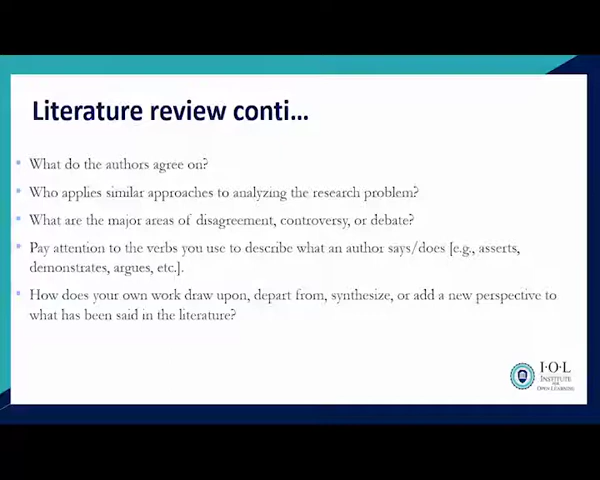 Literature review conti...
What do the authors agree on?
Who applies similar approaches to analyzing the research problem?
What are the major areas of disagreement, controversy, or debate?
Pay attention to the verbs you use to describe what an author says/does [e.g., asserts,
demonstrates, argues, etc.].
How does your own work draw upon, depart from, synthesize, or add a new perspective to
what has been said in the literature?
I·O·L
INSTITUTE
FOR
OPEN LEARNING